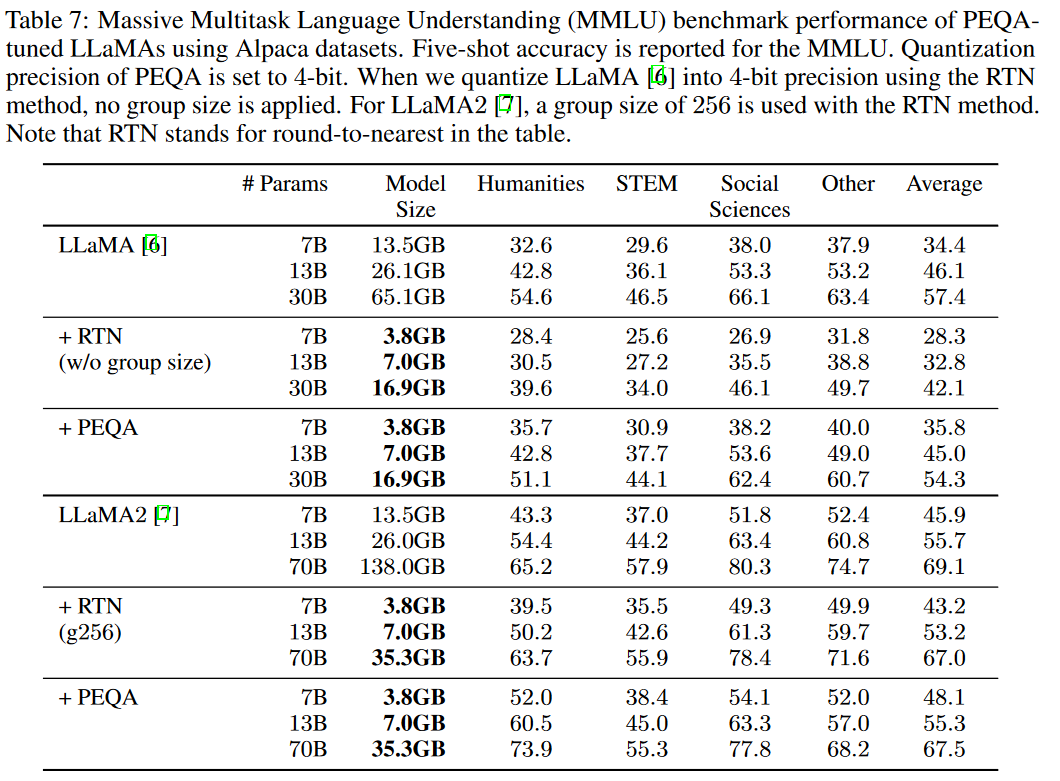 Table 7: Massive Multitask Language Understanding (MMLU) benchmark performance of PEQA-
tuned LLaMAs using Alpaca datasets. Five-shot accuracy is reported for the MMLU. Quantization
precision of PEQA is set to 4-bit. When we quantize LLaMA [6] into 4-bit precision using the RTN
method, no group size is applied. For LLaMA2 [7], a group size of 256 is used with the RTN method.
Note that RTN stands for round-to-nearest in the table.
# Params Model Size Humanities STEM Social Sciences Other Average
LLaMA [6] 7B 13.5GB 32.6 29.6 38.0 37.9 34.4
13B 26.1GB 42.8 36.1 53.3 53.2 46.1
30B 65.1GB 54.6 46.5 66.1 63.4 57.4
+ RTN 7B 3.8GB 28.4 25.6 26.9 31.8 28.3
(w/o group size) 13B 7.0GB 30.5 27.2 35.5 38.8 32.8
30B 16.9GB 39.6 34.0 46.1 49.7 42.1
+ PEQA 7B 3.8GB 35.7 30.9 38.2 40.0 35.8
13B 7.0GB 42.8 37.7 53.6 49.0 45.0
30B 16.9GB 51.1 44.1 62.4 60.7 54.3
LLaMA2 [7] 7B 13.5GB 43.3 37.0 51.8 52.4 45.9
13B 26.0GB 54.4 44.2 63.4 60.8 55.7
70B 138.0GB 65.2 57.9 80.3 74.7 69.1
+ RTN 7B 3.8GB 39.5 35.5 49.3 49.9 43.2
(g256) 13B 7.0GB 50.2 42.6 61.3 59.7 53.2
70B 35.3GB 63.7 55.9 78.4 71.6 67.0
+ PEQA 7B 3.8GB 52.0 38.4 54.1 52.0 48.1
13B 7.0GB 60.5 45.0 63.3 57.0 55.3
70B 35.3GB 73.9 55.3 77.8 68.2 67.5